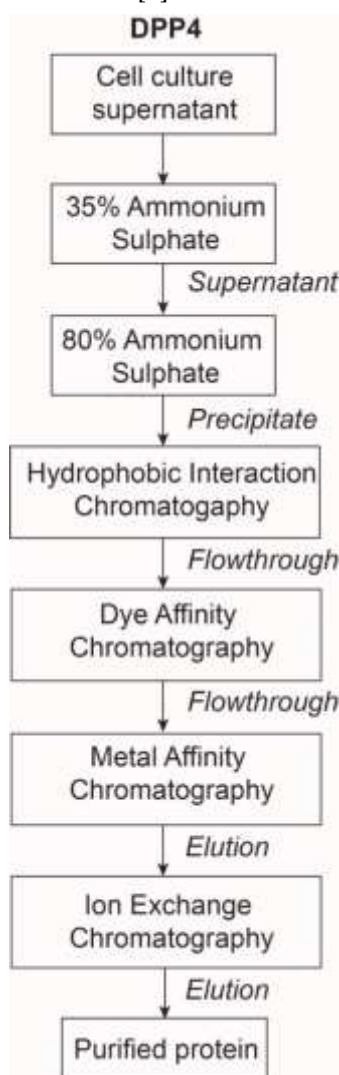 DPP4
Cell culture
supernatant
35% Ammonium
Sulphate
Supernatant
80% Ammonium
Sulphate
Precipitate
Hydrophobic Interaction
Chromatogaphy
Flowthrough
Dye Affinity
Chromatography
Flowthrough
Metal Affinity
Chromatography
Elution
Ion Exchange
Chromatography
Elution
Purified protein